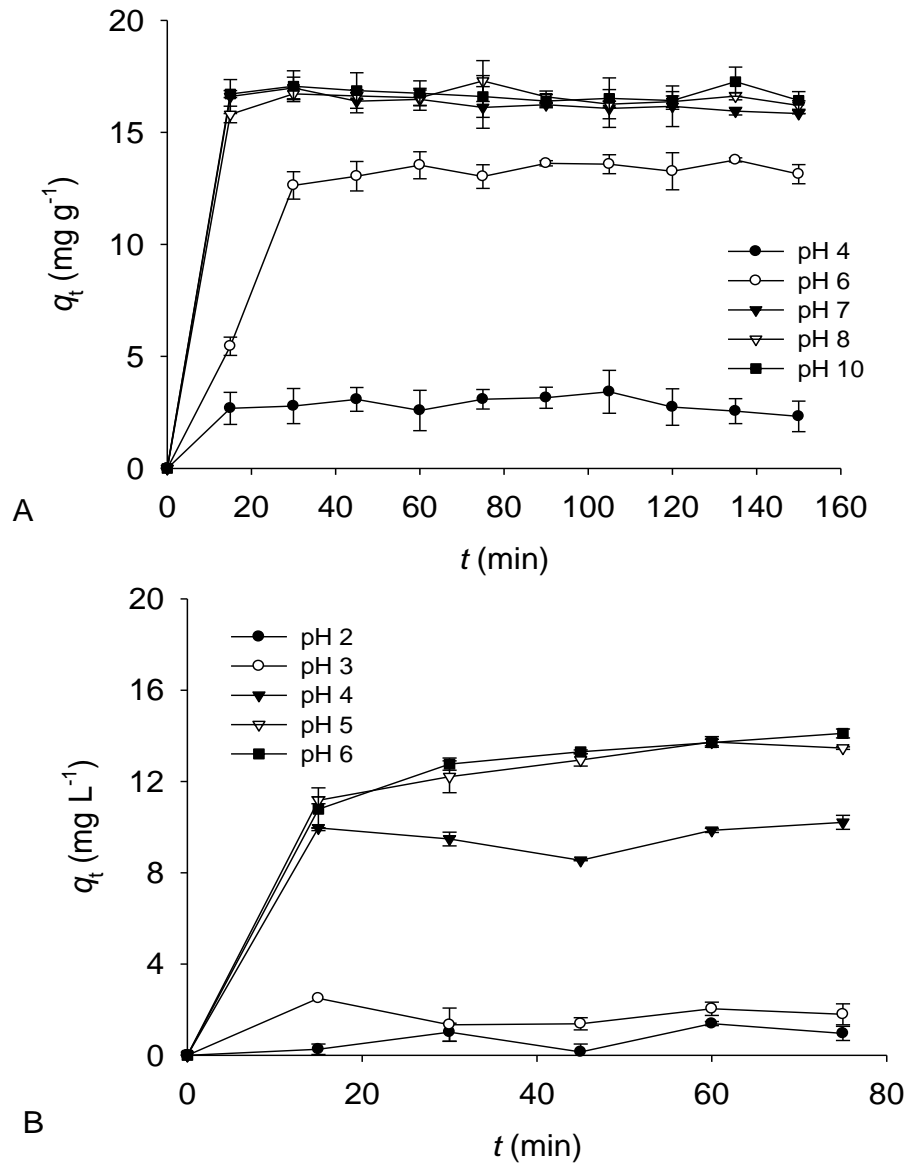 20
15
10
5
0
q_t (mg g^-1)
pH 4
pH 6
pH 7
pH 8
pH 10
0 20 40 60 80 100 120 140 160
A
t (min)
20
16
12
8
4
0
q_t (mg L^-1)
pH 2
pH 3
pH 4
pH 5
pH 6
0 20 40 60 80
B
t (min)